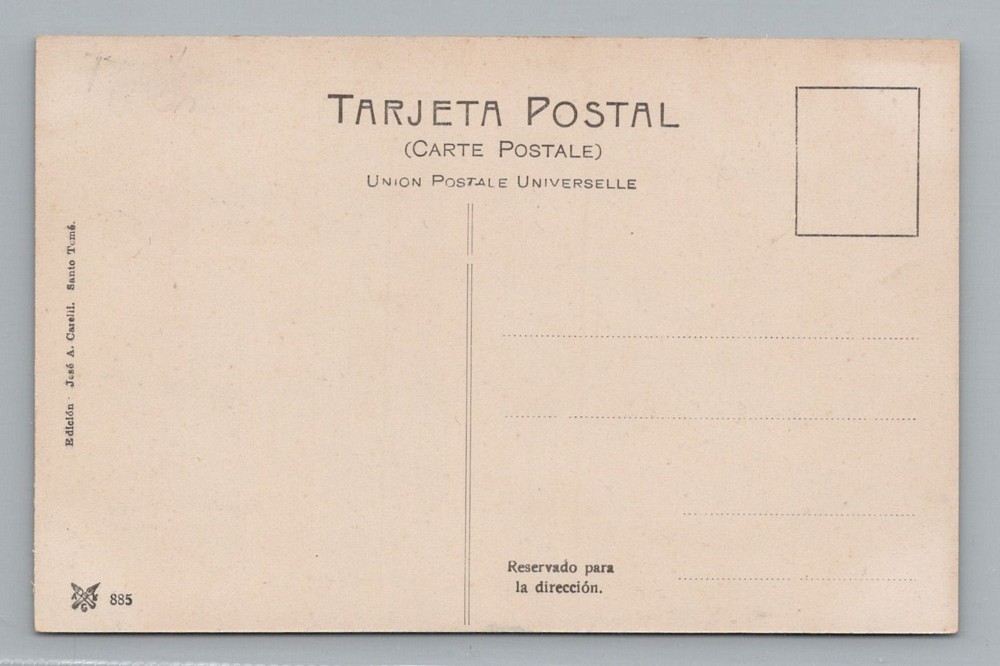 TARJETA POSTAL
(CARTE POSTALE)
UNION POSTALE UNIVERSELLE
Edición José A. Carelli. Santo Tomé.
Reservado para
la dirección.
885